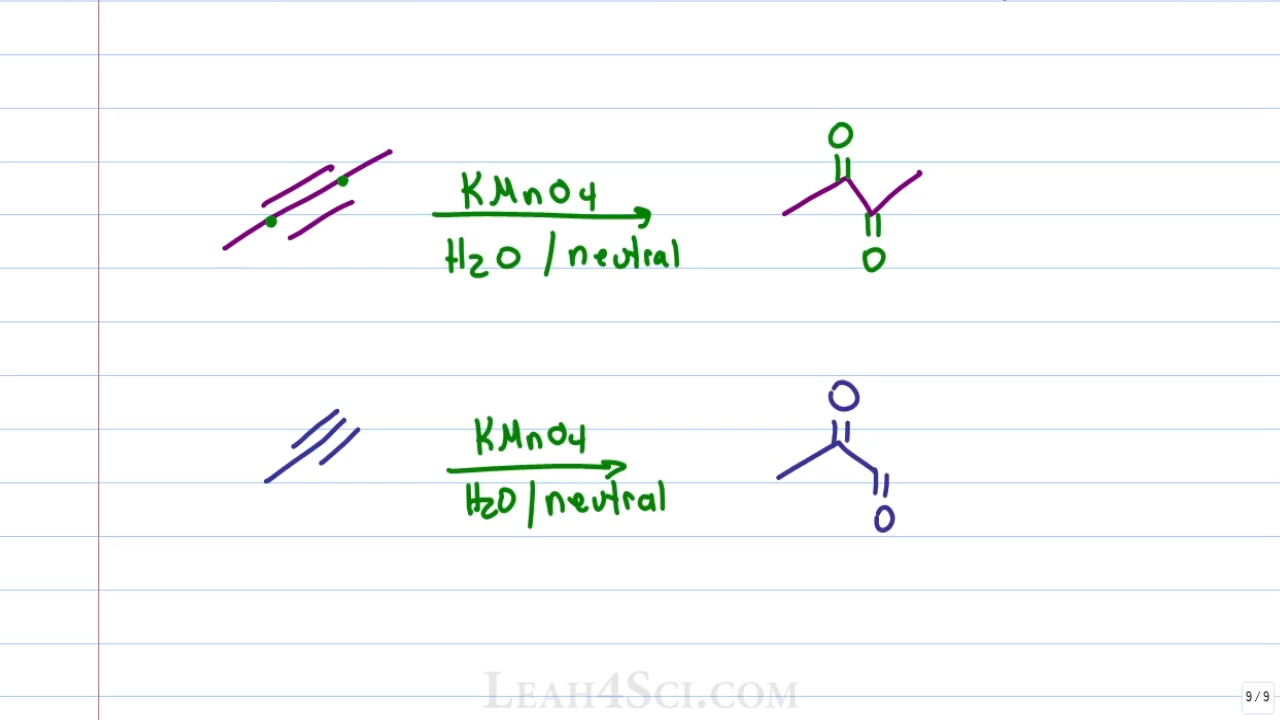 O
KMnO4
H2O / neutral
O
O
KMnO4
H2O / neutral
O
LEAH4SCI.COM
9 / 9